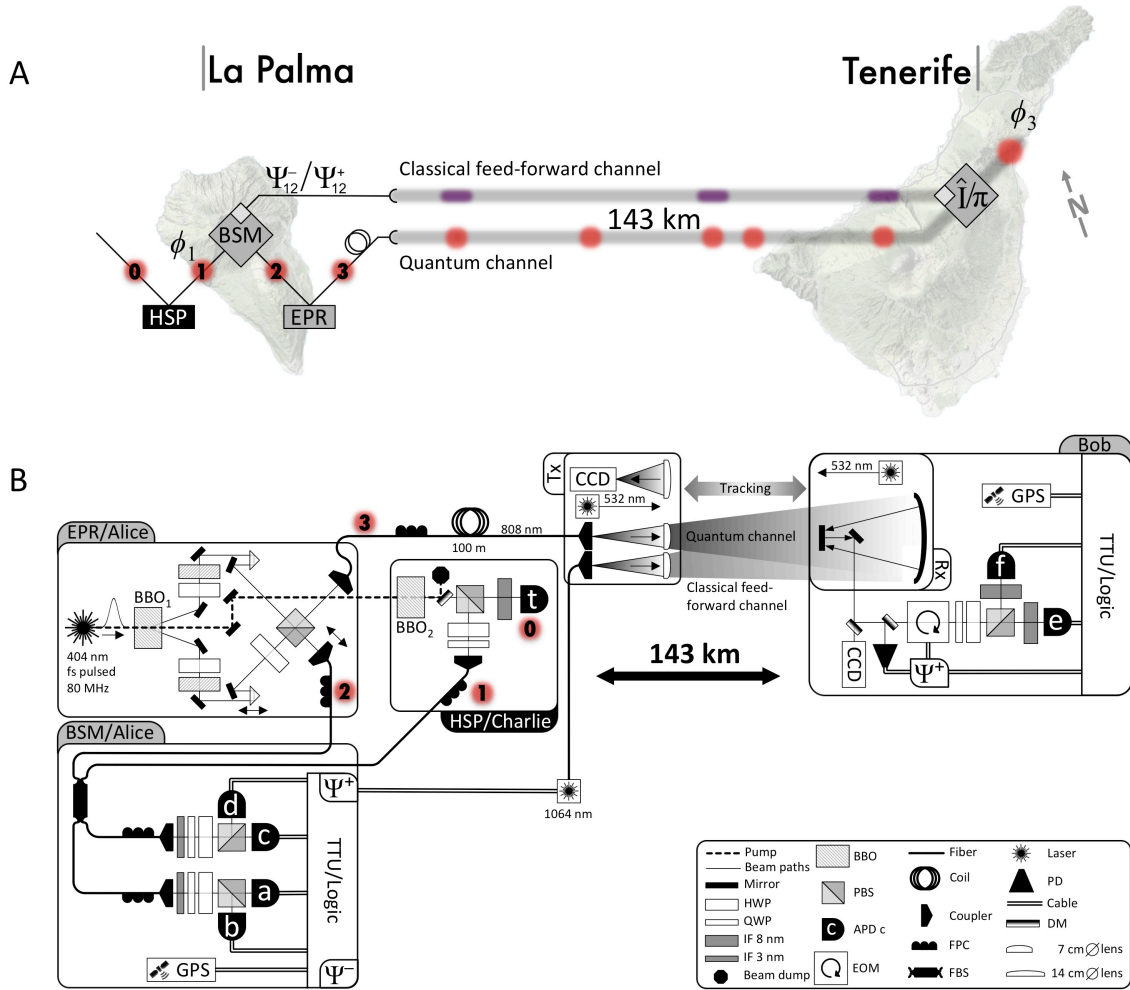 A
La Palma
Tenerife
Ψ⁻₁₂/Ψ⁺₁₂
Classical feed-forward channel
ϕ₃
Î/π
143 km
N
ϕ₁
BSM
Quantum channel
0
1
2
3
HSP
EPR
B
Bob
Tx
CCD
532 nm
Tracking
532 nm
GPS
EPR/Alice
3
808 nm
100 m
Quantum channel
Rx
TTU/Logic
f
BBO₁
BBO₂
t
0
Classical feed-
forward channel
e
404 nm
fs pulsed
80 MHz
143 km
CCD
Ψ⁺
2
1
HSP/Charlie
BSM/Alice
Ψ⁺
d
1064 nm
c
TTU/Logic
a
b
GPS
Ψ⁻
Pump
Beam paths
Mirror
HWP
QWP
IF 8 nm
IF 3 nm
Beam dump
BBO
PBS
c
APD c
EOM
Fiber
Coil
Coupler
FPC
FBS
Laser
PD
Cable
DM
7 cm ∅ lens
14 cm ∅ lens